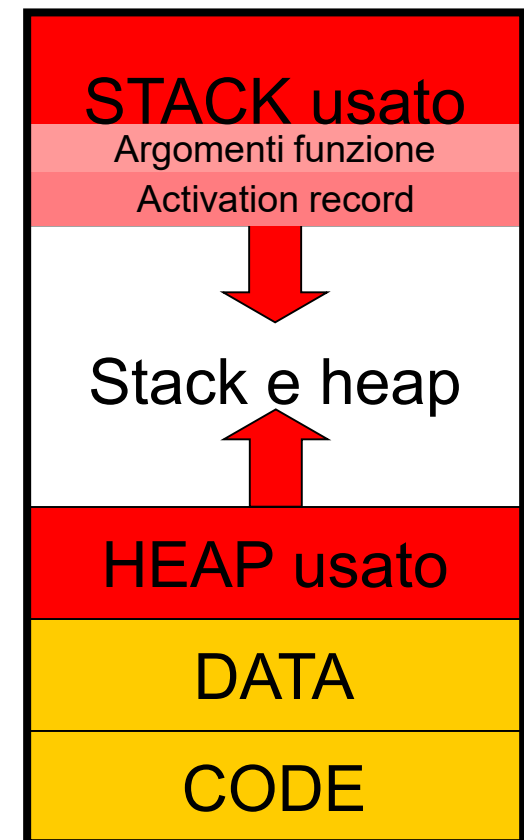 STACK usato
Argomenti funzione
Activation record
Stack e heap
HEAP usato
DATA
CODE